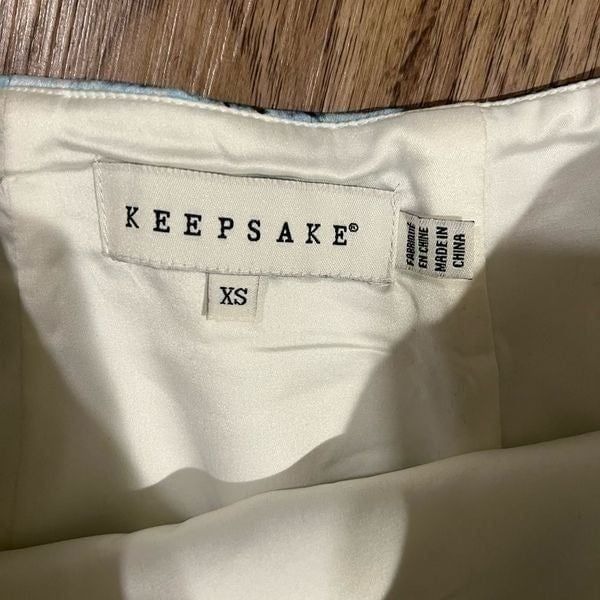 KEEPSAKE®
XS
FABRIQUÉ
EN CHINE
MADE IN
CHINA